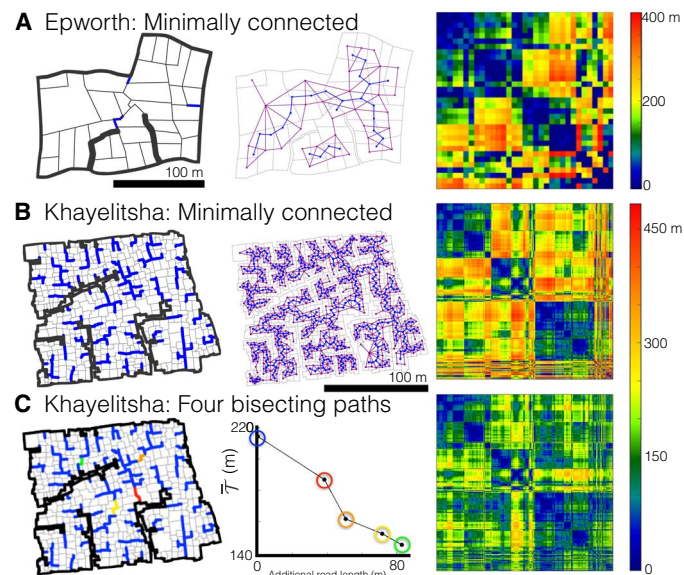 A Epworth: Minimally connected
400 m
200
0
100 m
B Khayelitsha: Minimally connected
450 m
300
150
0
100 m
C Khayelitsha: Four bisecting paths
220
T̄ (m)
140
0
80
Additional road length (m)